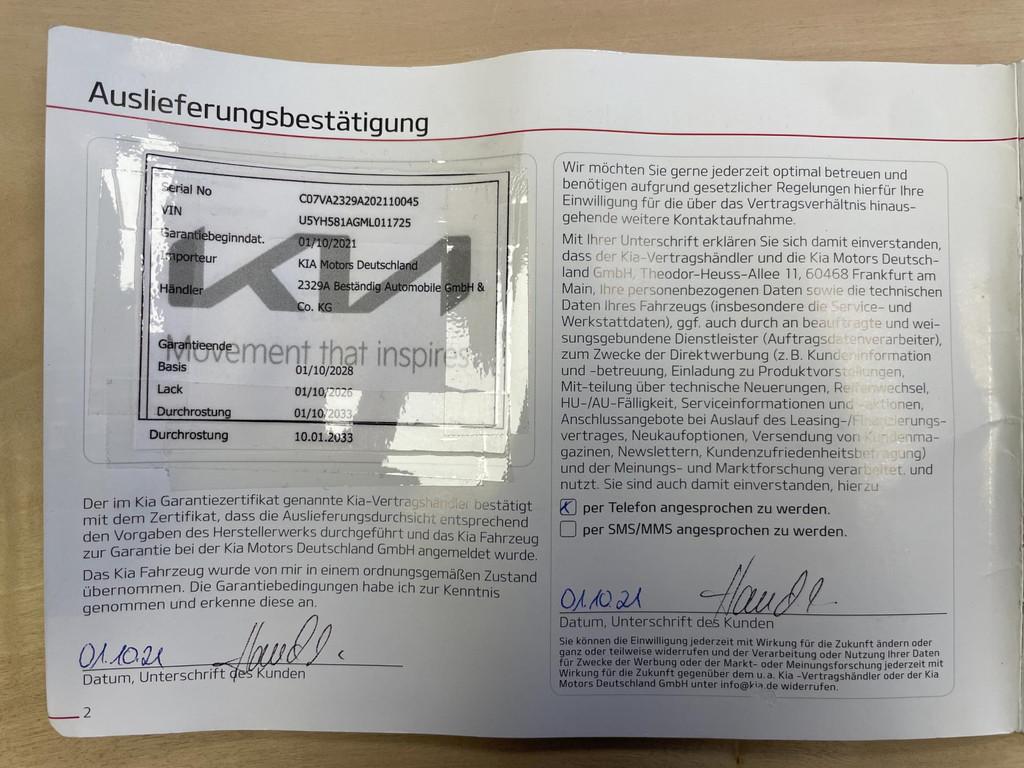 Auslieferungsbestätigung
Serial No C07VA2329A202110045
VIN U5YH581AGML011725
Garantiebeginndat. 01/10/2021
Importeur KIA Motors Deutschland
Händler 2329A Beständig Automobile GmbH &
Co. KG
KIA
Movement that inspires
Garantieende
Basis 01/10/2028
Lack 01/10/2026
Durchrostung 01/10/2033
Durchrostung 10.01.2033
Der im Kia Garantiezertifikat genannte Kia-Vertragshändler bestätigt
mit dem Zertifikat, dass die Auslieferungsdurchsicht entsprechend
den Vorgaben des Herstellerwerks durchgeführt und das Kia Fahrzeug
zur Garantie bei der Kia Motors Deutschland GmbH angemeldet wurde.
Das Kia Fahrzeug wurde von mir in einem ordnungsgemäßen Zustand
übernommen. Die Garantiebedingungen habe ich zur Kenntnis
genommen und erkenne diese an.
01.10.21
Datum, Unterschrift des Kunden
2
Wir möchten Sie gerne jederzeit optimal betreuen und
benötigen aufgrund gesetzlicher Regelungen hierfür Ihre
Einwilligung für die über das Vertragsverhältnis hinaus-
gehende weitere Kontaktaufnahme.
Mit Ihrer Unterschrift erklären Sie sich damit einverstanden,
dass der Kia-Vertragshändler und die Kia Motors Deutsch-
land GmbH, Theodor-Heuss-Allee 11, 60468 Frankfurt am
Main, Ihre personenbezogenen Daten sowie die technischen
Daten Ihres Fahrzeugs (insbesondere die Service- und
Werkstattdaten), ggf. auch durch an beauftragte und wei-
sungsgebundene Dienstleister (Auftragsdatenverarbeiter),
zum Zwecke der Direktwerbung (z. B. Kundeninformation
und -betreuung, Einladung zu Produktvorstellungen,
Mit-teilung über technische Neuerungen, Reifenwechsel,
HU-/AU-Fälligkeit, Serviceinformationen und -aktionen,
Anschlussangebote bei Auslauf des Leasing-/Finanzierungs-
vertrages, Neukaufoptionen, Versendung von Kundenma-
gazinen, Newslettern, Kundenzufriedenheitsbefragung)
und der Meinungs- und Marktforschung verarbeitet. und
nutzt. Sie sind auch damit einverstanden, hierzu
x per Telefon angesprochen zu werden.
per SMS/MMS angesprochen zu werden.
01.10.21
Datum, Unterschrift des Kunden
Sie können die Einwilligung jederzeit mit Wirkung für die Zukunft ändern oder
ganz oder teilweise widerrufen und der Verarbeitung oder Nutzung Ihrer Daten
für Zwecke der Werbung oder der Markt- oder Meinungsforschung jederzeit mit
Wirkung für die Zukunft gegenüber dem u. a. Kia -Vertragshändler oder der Kia
Motors Deutschland GmbH unter info@kia.de widerrufen.